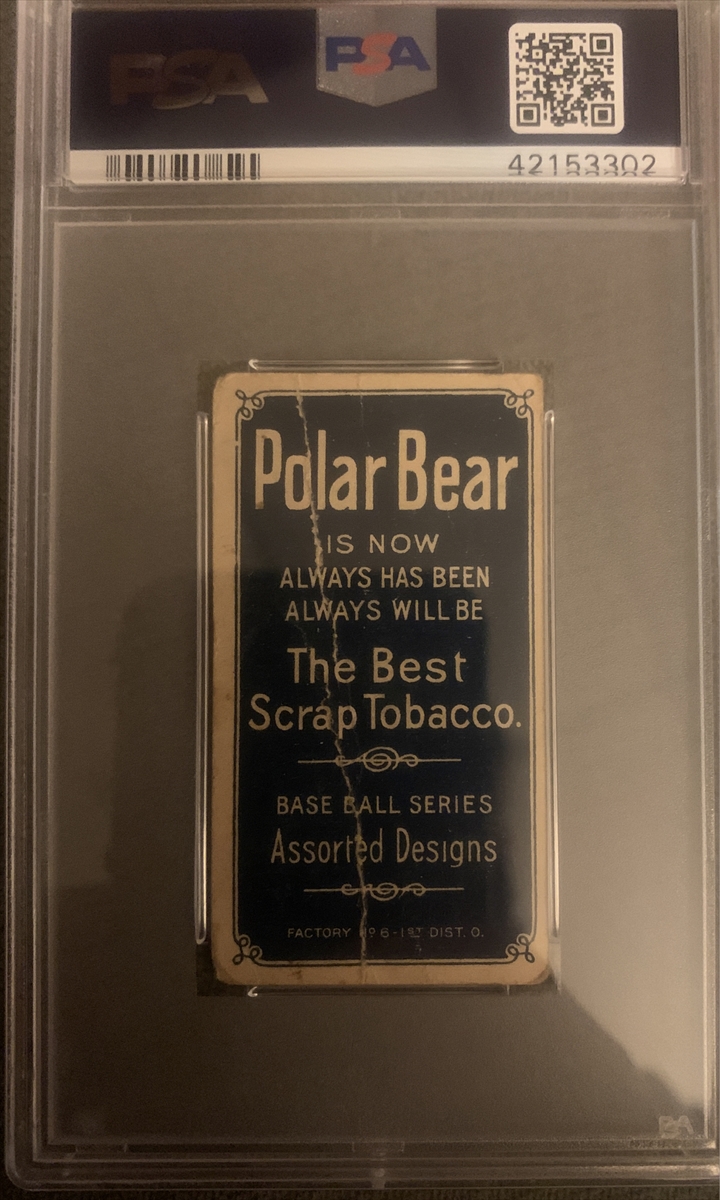 PSA
PSA
42153302
Polar Bear
IS NOW
ALWAYS HAS BEEN
ALWAYS WILL BE
The Best
Scrap Tobacco.
BASE BALL SERIES
Assorted Designs
FACTORY Nº 6 - 1ST DIST. O.